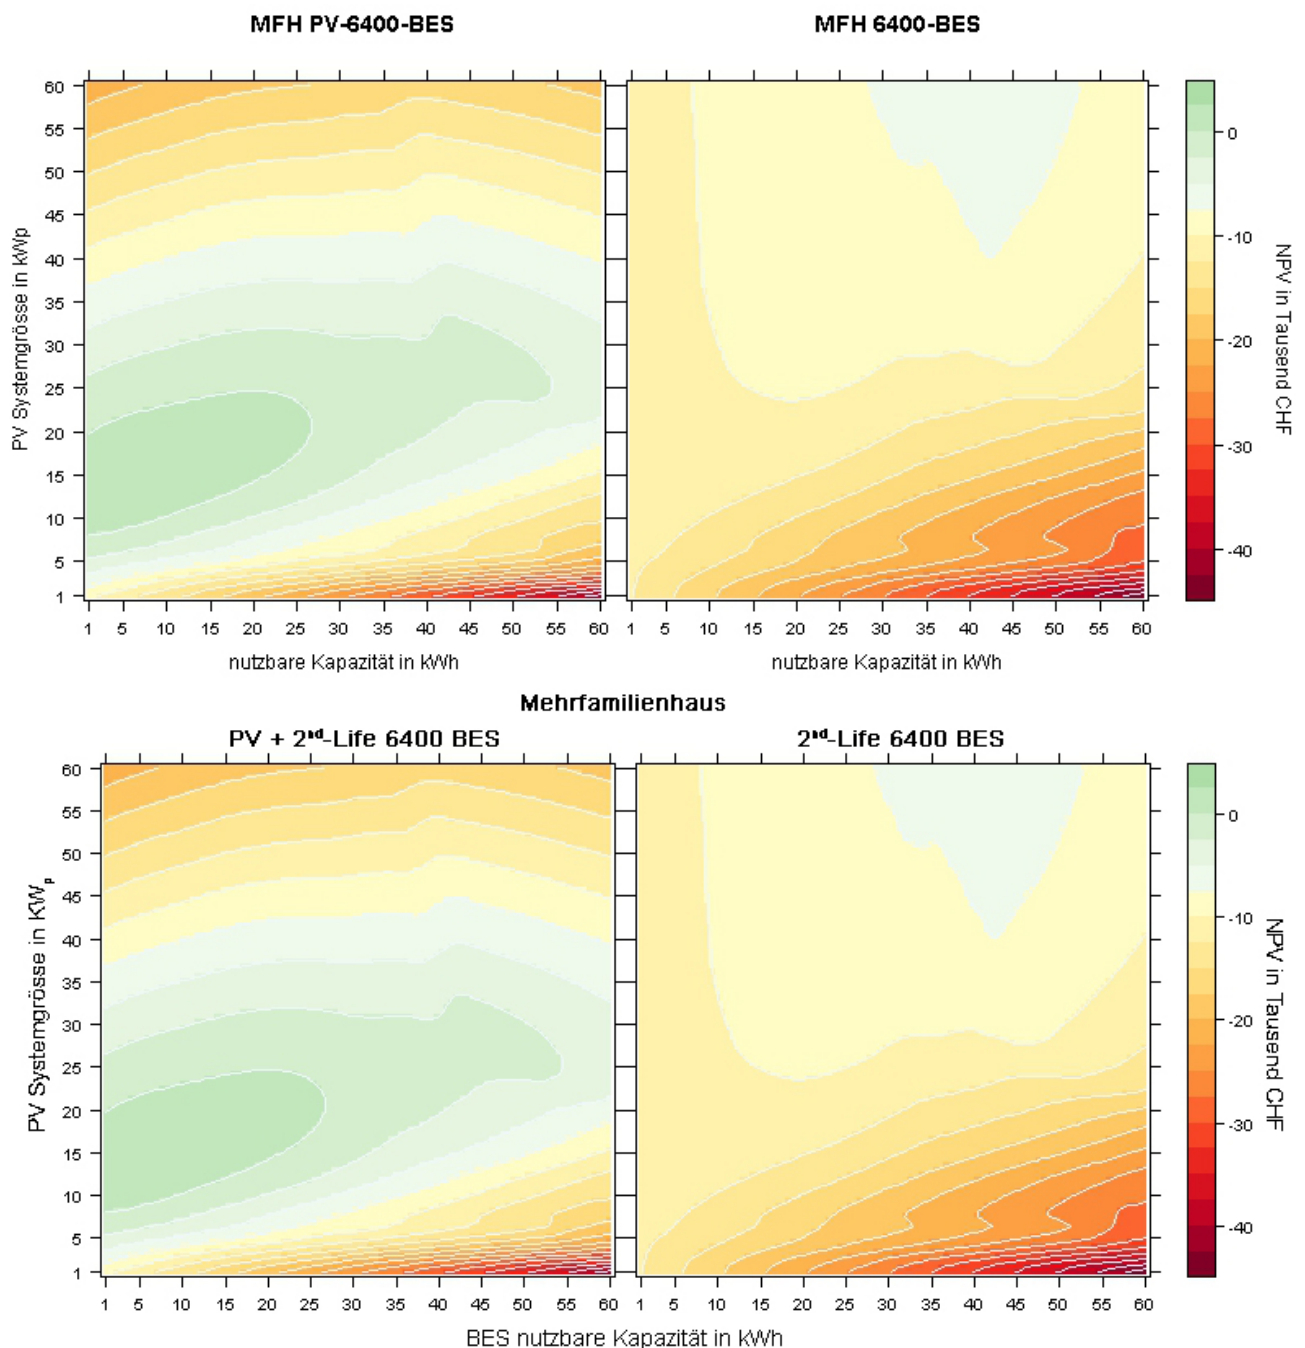 MFH PV-6400-BES
MFH 6400-BES
PV Systemgrösse in kWp
60
55
50
45
40
35
30
25
20
15
10
5
1
1 5 10 15 20 25 30 35 40 45 50 55 60
1 5 10 15 20 25 30 35 40 45 50 55 60
nutzbare Kapazität in kWh
nutzbare Kapazität in kWh
0
-10
-20
-30
-40
NPV in Tausend CHF
Mehrfamilienhaus
PV + 2ⁿᵈ-Life 6400 BES
2ⁿᵈ-Life 6400 BES
PV Systemgrösse in KWₚ
60
55
50
45
40
35
30
25
20
15
10
5
1
1 5 10 15 20 25 30 35 40 45 50 55 60
1 5 10 15 20 25 30 35 40 45 50 55 60
BES nutzbare Kapazität in kWh
0
-10
-20
-30
-40
NPV in Tausend CHF